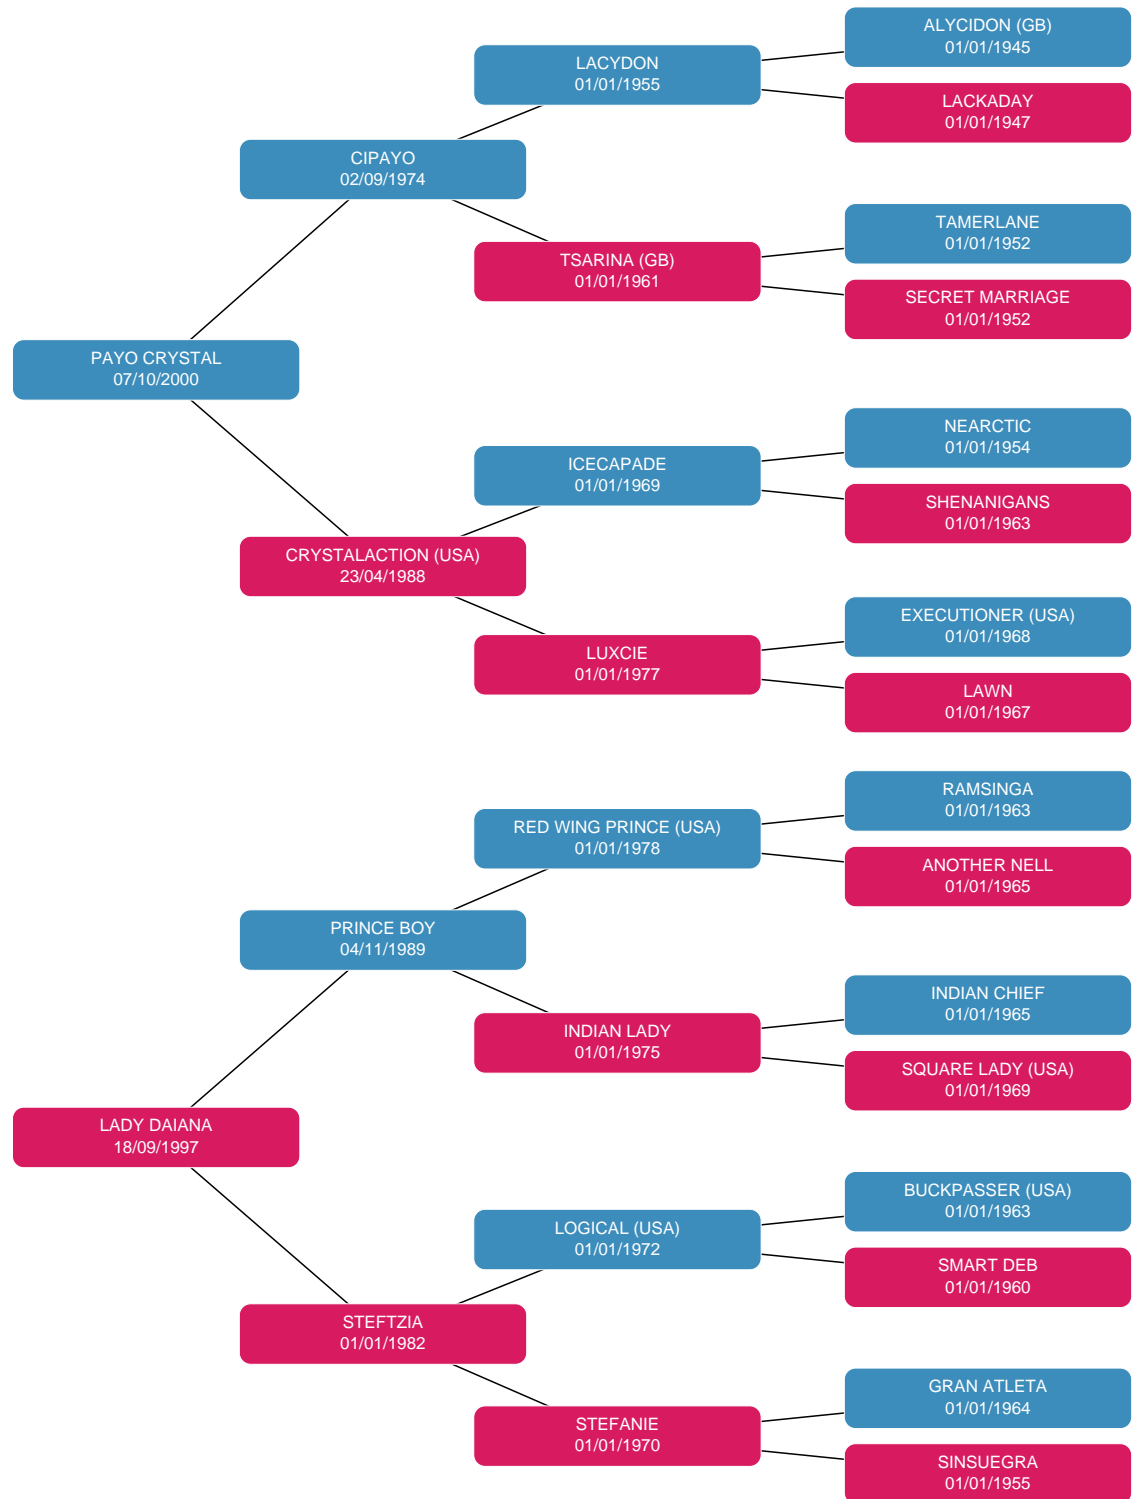 ALYCIDON (GB)
01/01/1945
LACYDON
01/01/1955
LACKADAY
01/01/1947
CIPAYO
02/09/1974
TAMERLANE
01/01/1952
TSARINA (GB)
01/01/1961
SECRET MARRIAGE
01/01/1952
PAYO CRYSTAL
07/10/2000
NEARCTIC
01/01/1954
ICECAPADE
01/01/1969
SHENANIGANS
01/01/1963
CRYSTALACTION (USA)
23/04/1988
EXECUTIONER (USA)
01/01/1968
LUXCIE
01/01/1977
LAWN
01/01/1967
RAMSINGA
01/01/1963
RED WING PRINCE (USA)
01/01/1978
ANOTHER NELL
01/01/1965
PRINCE BOY
04/11/1989
INDIAN CHIEF
01/01/1965
INDIAN LADY
01/01/1975
SQUARE LADY (USA)
01/01/1969
LADY DAIANA
18/09/1997
BUCKPASSER (USA)
01/01/1963
LOGICAL (USA)
01/01/1972
SMART DEB
01/01/1960
STEFTZIA
01/01/1982
GRAN ATLETA
01/01/1964
STEFANIE
01/01/1970
SINSUEGRA
01/01/1955